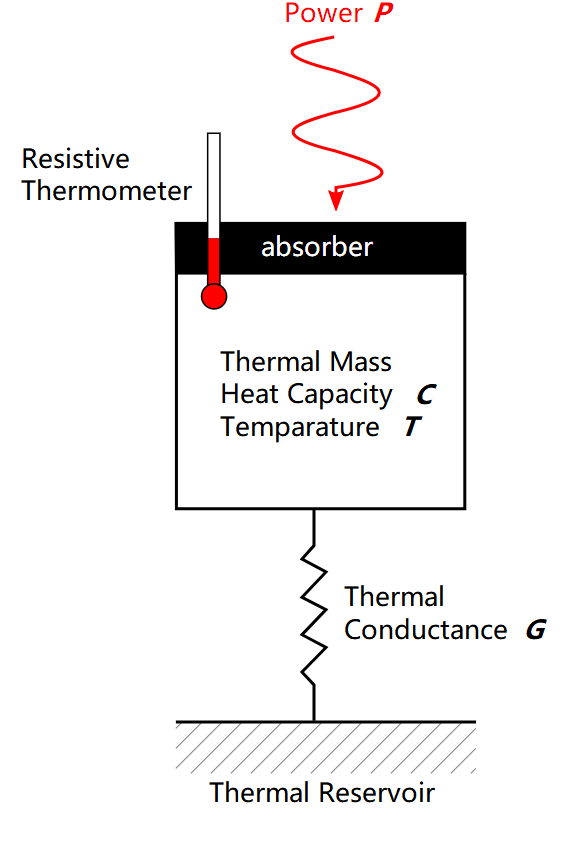 Power P
Resistive
Thermometer
absorber
Thermal Mass
Heat Capacity C
Temparature T
Thermal
Conductance G
Thermal Reservoir